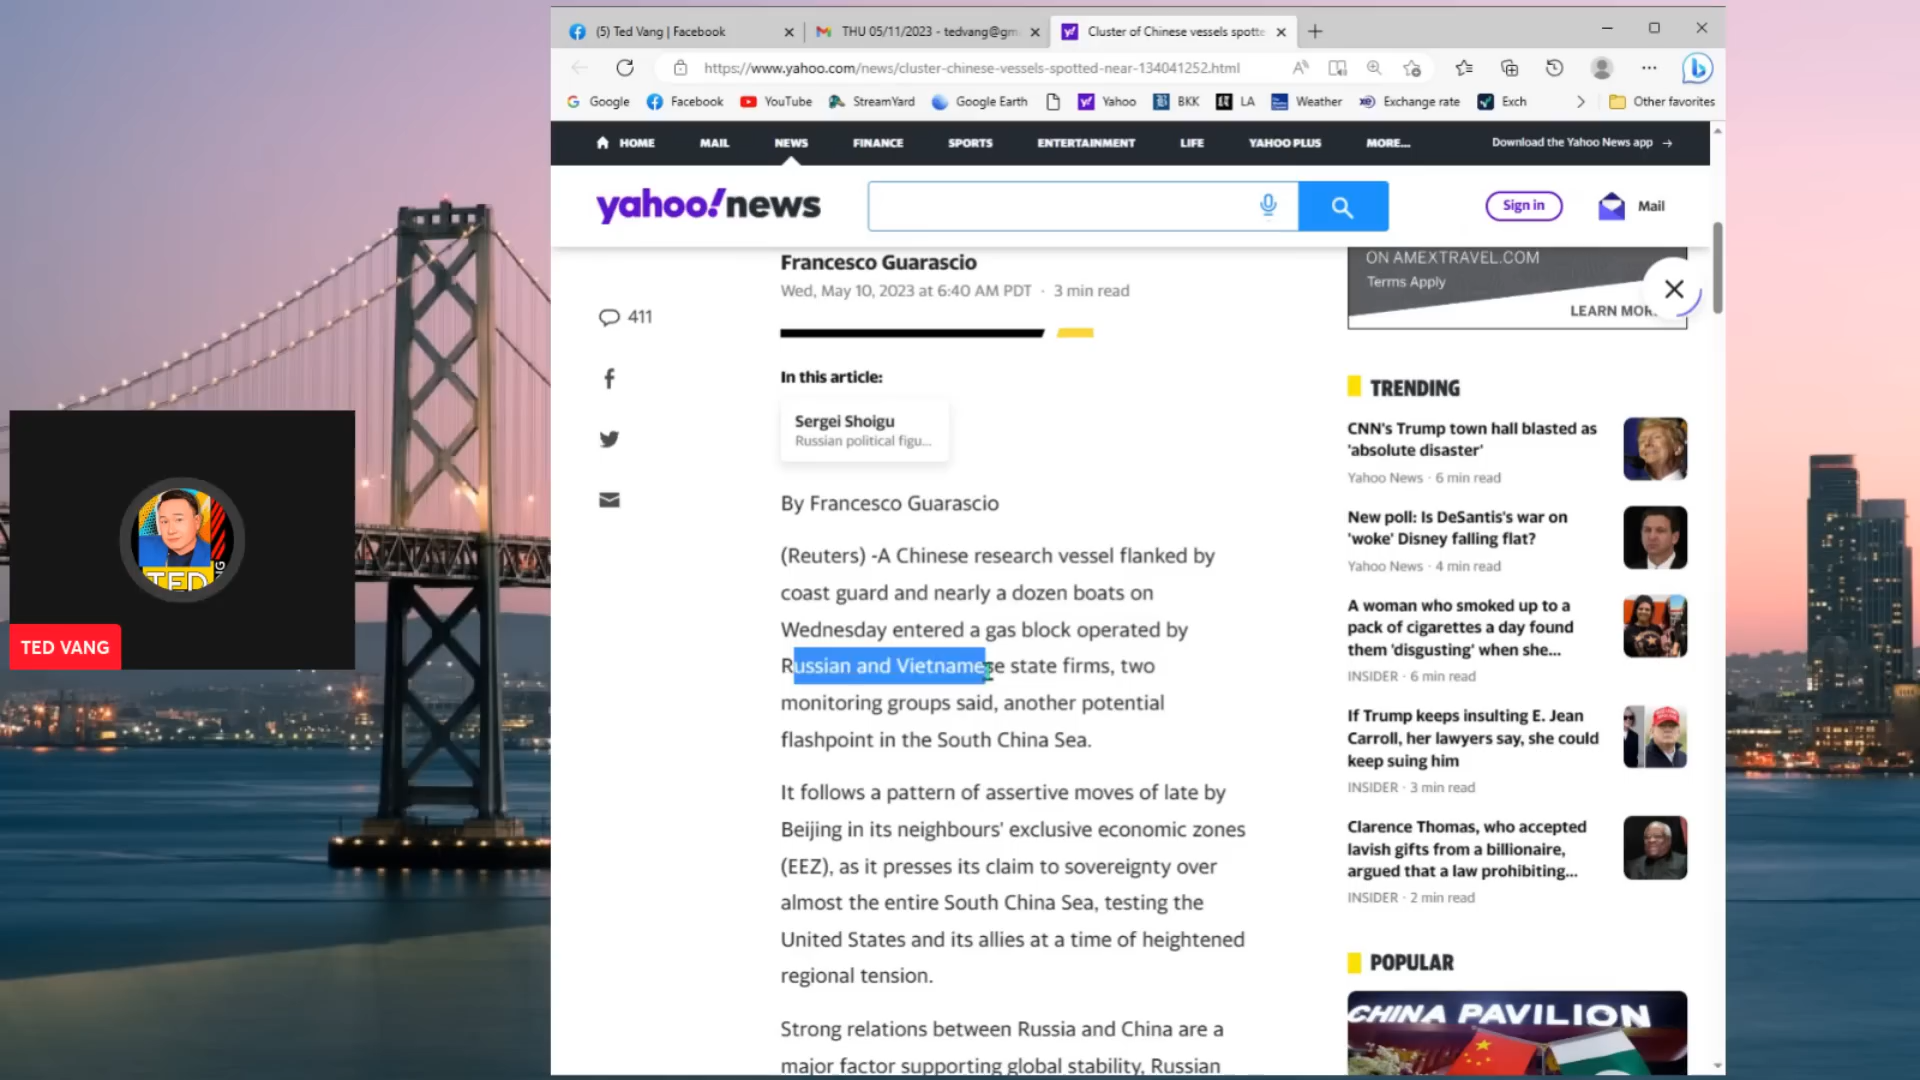 (5) Ted Vang | Facebook
THU 05/11/2023 - tedvang@gm
Cluster of Chinese vessels spotte
https://www.yahoo.com/news/cluster-chinese-vessels-spotted-near-134041252.html
Google
Facebook
YouTube
StreamYard
Google Earth
Yahoo
BKK
LA
Weather
Exchange rate
Exch
Other favorites
HOME
MAIL
NEWS
FINANCE
SPORTS
ENTERTAINMENT
LIFE
YAHOO PLUS
MORE...
Download the Yahoo News app →
yahoo!news
Sign in
Mail
Francesco Guarascio
Wed, May 10, 2023 at 6:40 AM PDT · 3 min read
411
In this article:
Sergei Shoigu
Russian political figu...
By Francesco Guarascio
(Reuters) -A Chinese research vessel flanked by
coast guard and nearly a dozen boats on
Wednesday entered a gas block operated by
Russian and Vietnamese state firms, two
monitoring groups said, another potential
flashpoint in the South China Sea.
It follows a pattern of assertive moves of late by
Beijing in its neighbours' exclusive economic zones
(EEZ), as it presses its claim to sovereignty over
almost the entire South China Sea, testing the
United States and its allies at a time of heightened
regional tension.
Strong relations between Russia and China are a
major factor supporting global stability, Russian
ON AMEXTRAVEL.COM
Terms Apply
LEARN MOR
TRENDING
CNN's Trump town hall blasted as
'absolute disaster'
Yahoo News · 6 min read
New poll: Is DeSantis's war on
'woke' Disney falling flat?
Yahoo News · 4 min read
A woman who smoked up to a
pack of cigarettes a day found
them 'disgusting' when she...
INSIDER · 6 min read
If Trump keeps insulting E. Jean
Carroll, her lawyers say, she could
keep suing him
INSIDER · 3 min read
Clarence Thomas, who accepted
lavish gifts from a billionaire,
argued that a law prohibiting...
INSIDER · 2 min read
POPULAR
CHINA PAVILION
TED
NG
TED VANG